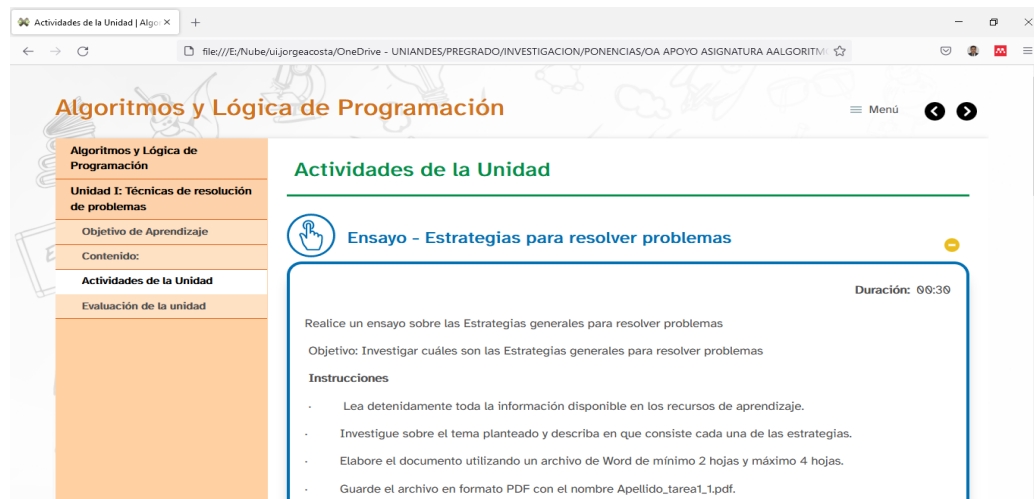 Actividades de la Unidad | Algor
file:///E:/Nube/ui.jorgeacosta/OneDrive - UNIANDES/PREGRADO/INVESTIGACION/PONENCIAS/OA APOYO ASIGNATURA AALGORITM
Algoritmos y Lógica de Programación
Menú
Algoritmos y Lógica de
Programación
Unidad I: Técnicas de resolución
de problemas
Objetivo de Aprendizaje
Contenido:
Actividades de la Unidad
Evaluación de la unidad
Actividades de la Unidad
Ensayo - Estrategias para resolver problemas
Duración: 00:30
Realice un ensayo sobre las Estrategias generales para resolver problemas
Objetivo: Investigar cuáles son las Estrategias generales para resolver problemas
Instrucciones
· Lea detenidamente toda la información disponible en los recursos de aprendizaje.
· Investigue sobre el tema planteado y describa en que consiste cada una de las estrategias.
· Elabore el documento utilizando un archivo de Word de mínimo 2 hojas y máximo 4 hojas.
· Guarde el archivo en formato PDF con el nombre Apellido_tarea1_1.pdf.